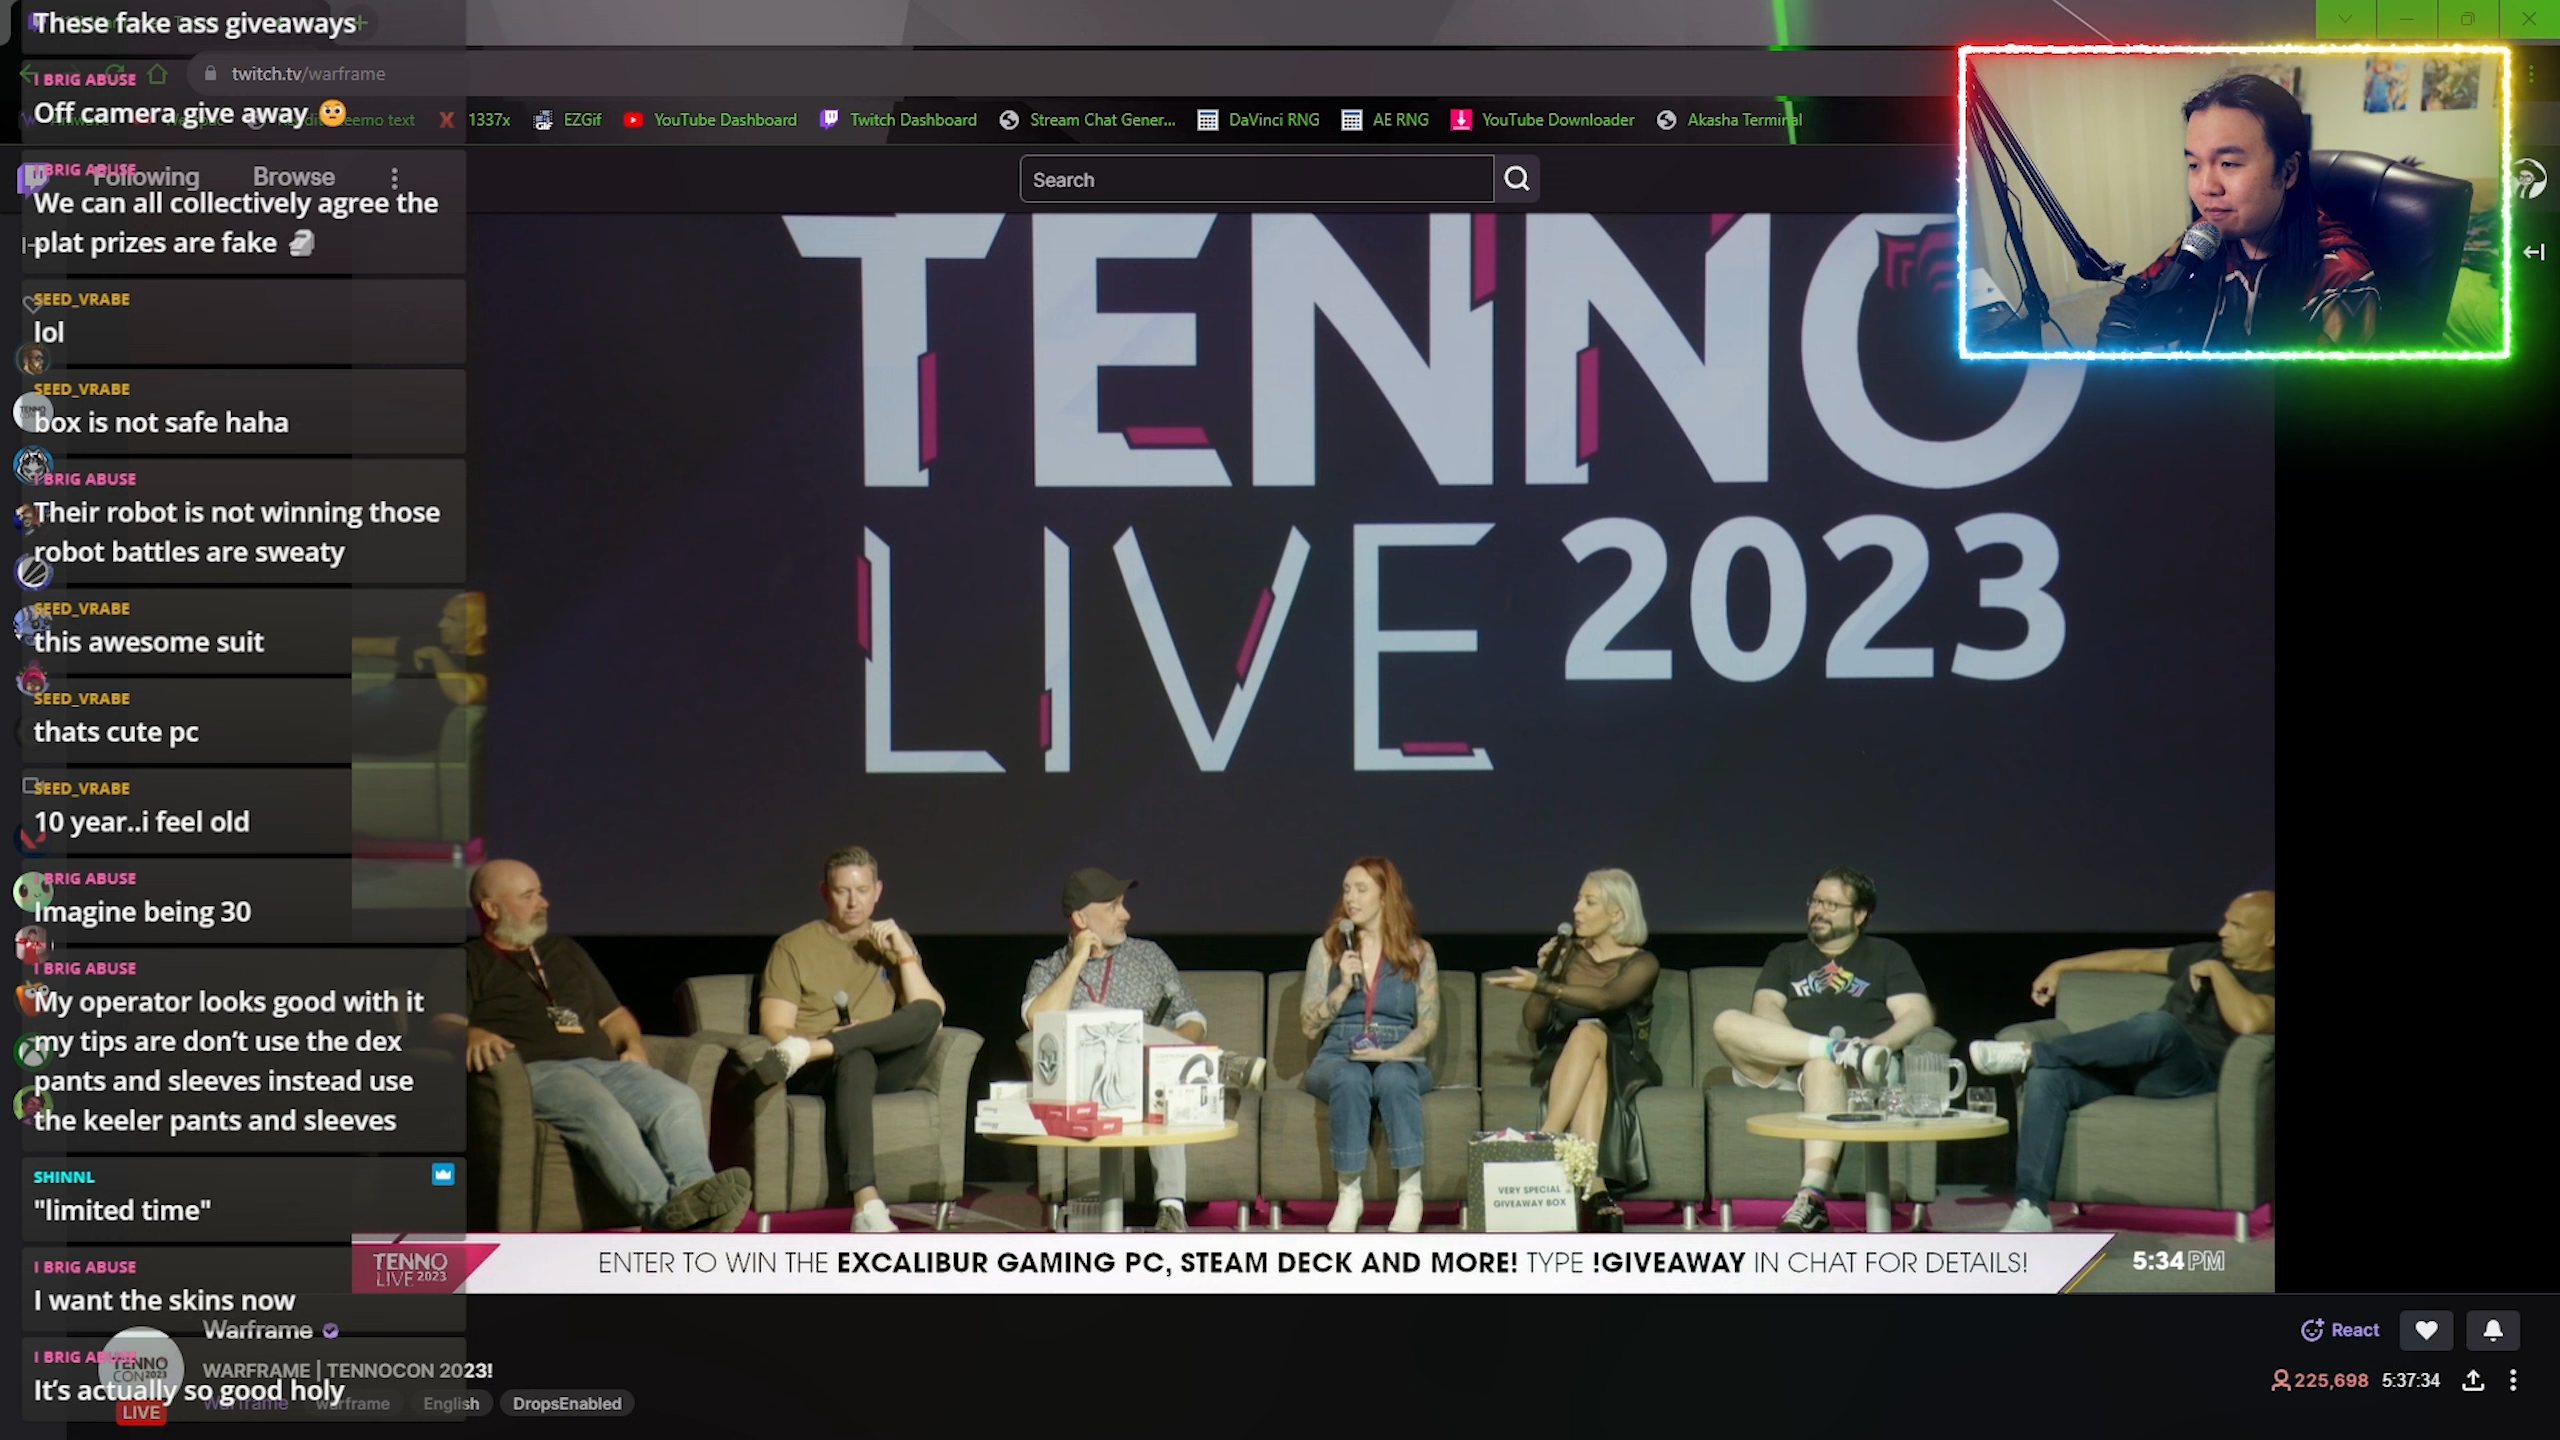 These fake ass giveaways
I BRIG ABUSE
Off camera give away 🥺
I BRIG ABUSE
We can all collectively agree the
plat prizes are fake 🗿
SEED_VRABE
lol
SEED_VRABE
box is not safe haha
I BRIG ABUSE
Their robot is not winning those
robot battles are sweaty
SEED_VRABE
this awesome suit
SEED_VRABE
thats cute pc
SEED_VRABE
10 year..i feel old
I BRIG ABUSE
Imagine being 30
I BRIG ABUSE
My operator looks good with it
my tips are don't use the dex
pants and sleeves instead use
the keeler pants and sleeves
SHINNL
"limited time"
I BRIG ABUSE
I want the skins now
I BRIG ABUSE
It's actually so good holy
twitch.tv/warframe
1337x EZGif YouTube Dashboard Twitch Dashboard Stream Chat Gener... DaVinci RNG AE RNG YouTube Downloader Akasha Terminal
Following Browse
Search
TENNO
LIVE 2023
VERY SPECIAL
GIVEAWAY BOX
TENNO
LIVE 2023
ENTER TO WIN THE EXCALIBUR GAMING PC, STEAM DECK AND MORE! TYPE !GIVEAWAY IN CHAT FOR DETAILS!
5:34PM
Warframe
TENNO
CON2023
WARFRAME | TENNOCON 2023!
LIVE
Warframe warframe English DropsEnabled
React
225,698 5:37:34